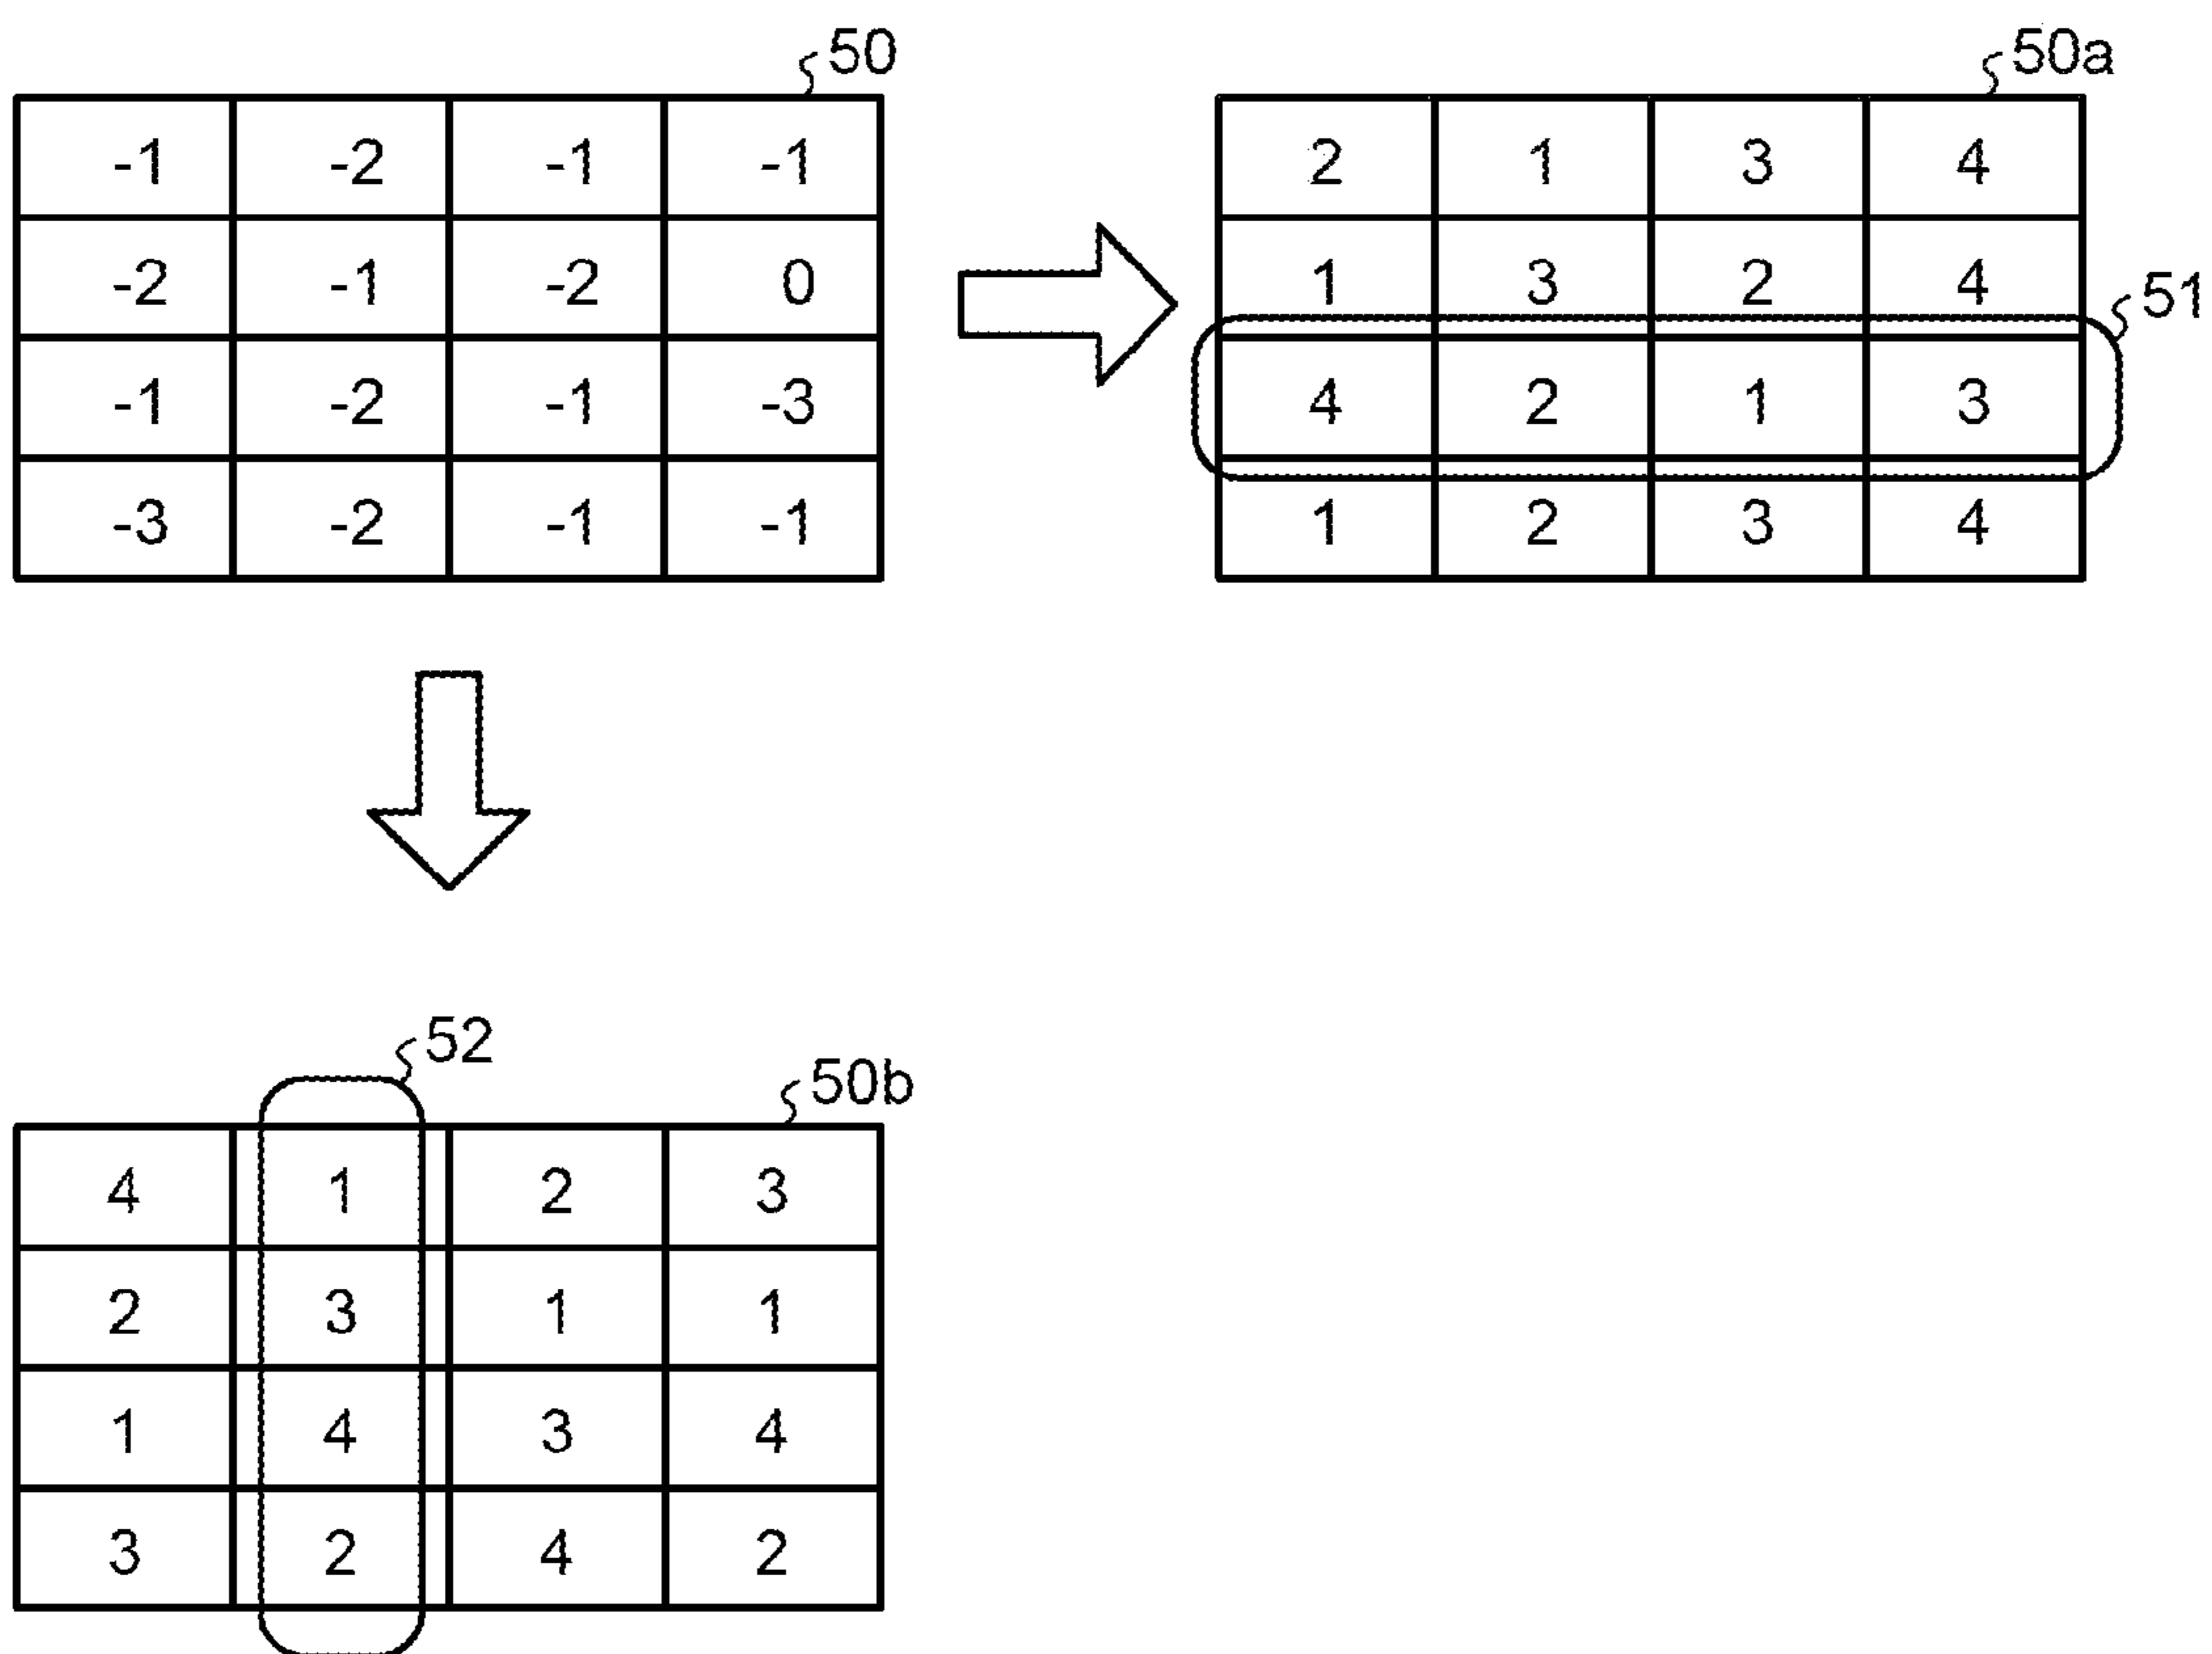 50
50a
-1 -2 -1 -1
2 1 3 4
-2 -1 -2 0
1 3 2 4
51
-1 -2 -1 -3
4 2 1 3
-3 -2 -1 -1
1 2 3 4
52
50b
4 1 2 3
2 3 1 1
1 4 3 4
3 2 4 2